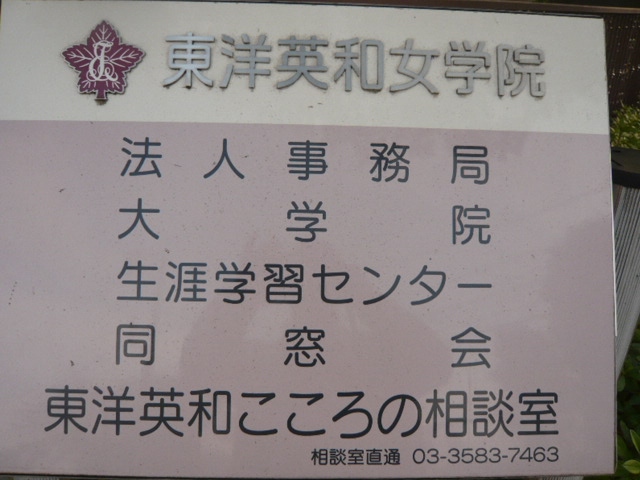 東洋英和女学院
法人事務局
大学院
生涯学習センター
同窓会
東洋英和こころの相談室
相談室直通 03-3583-7463